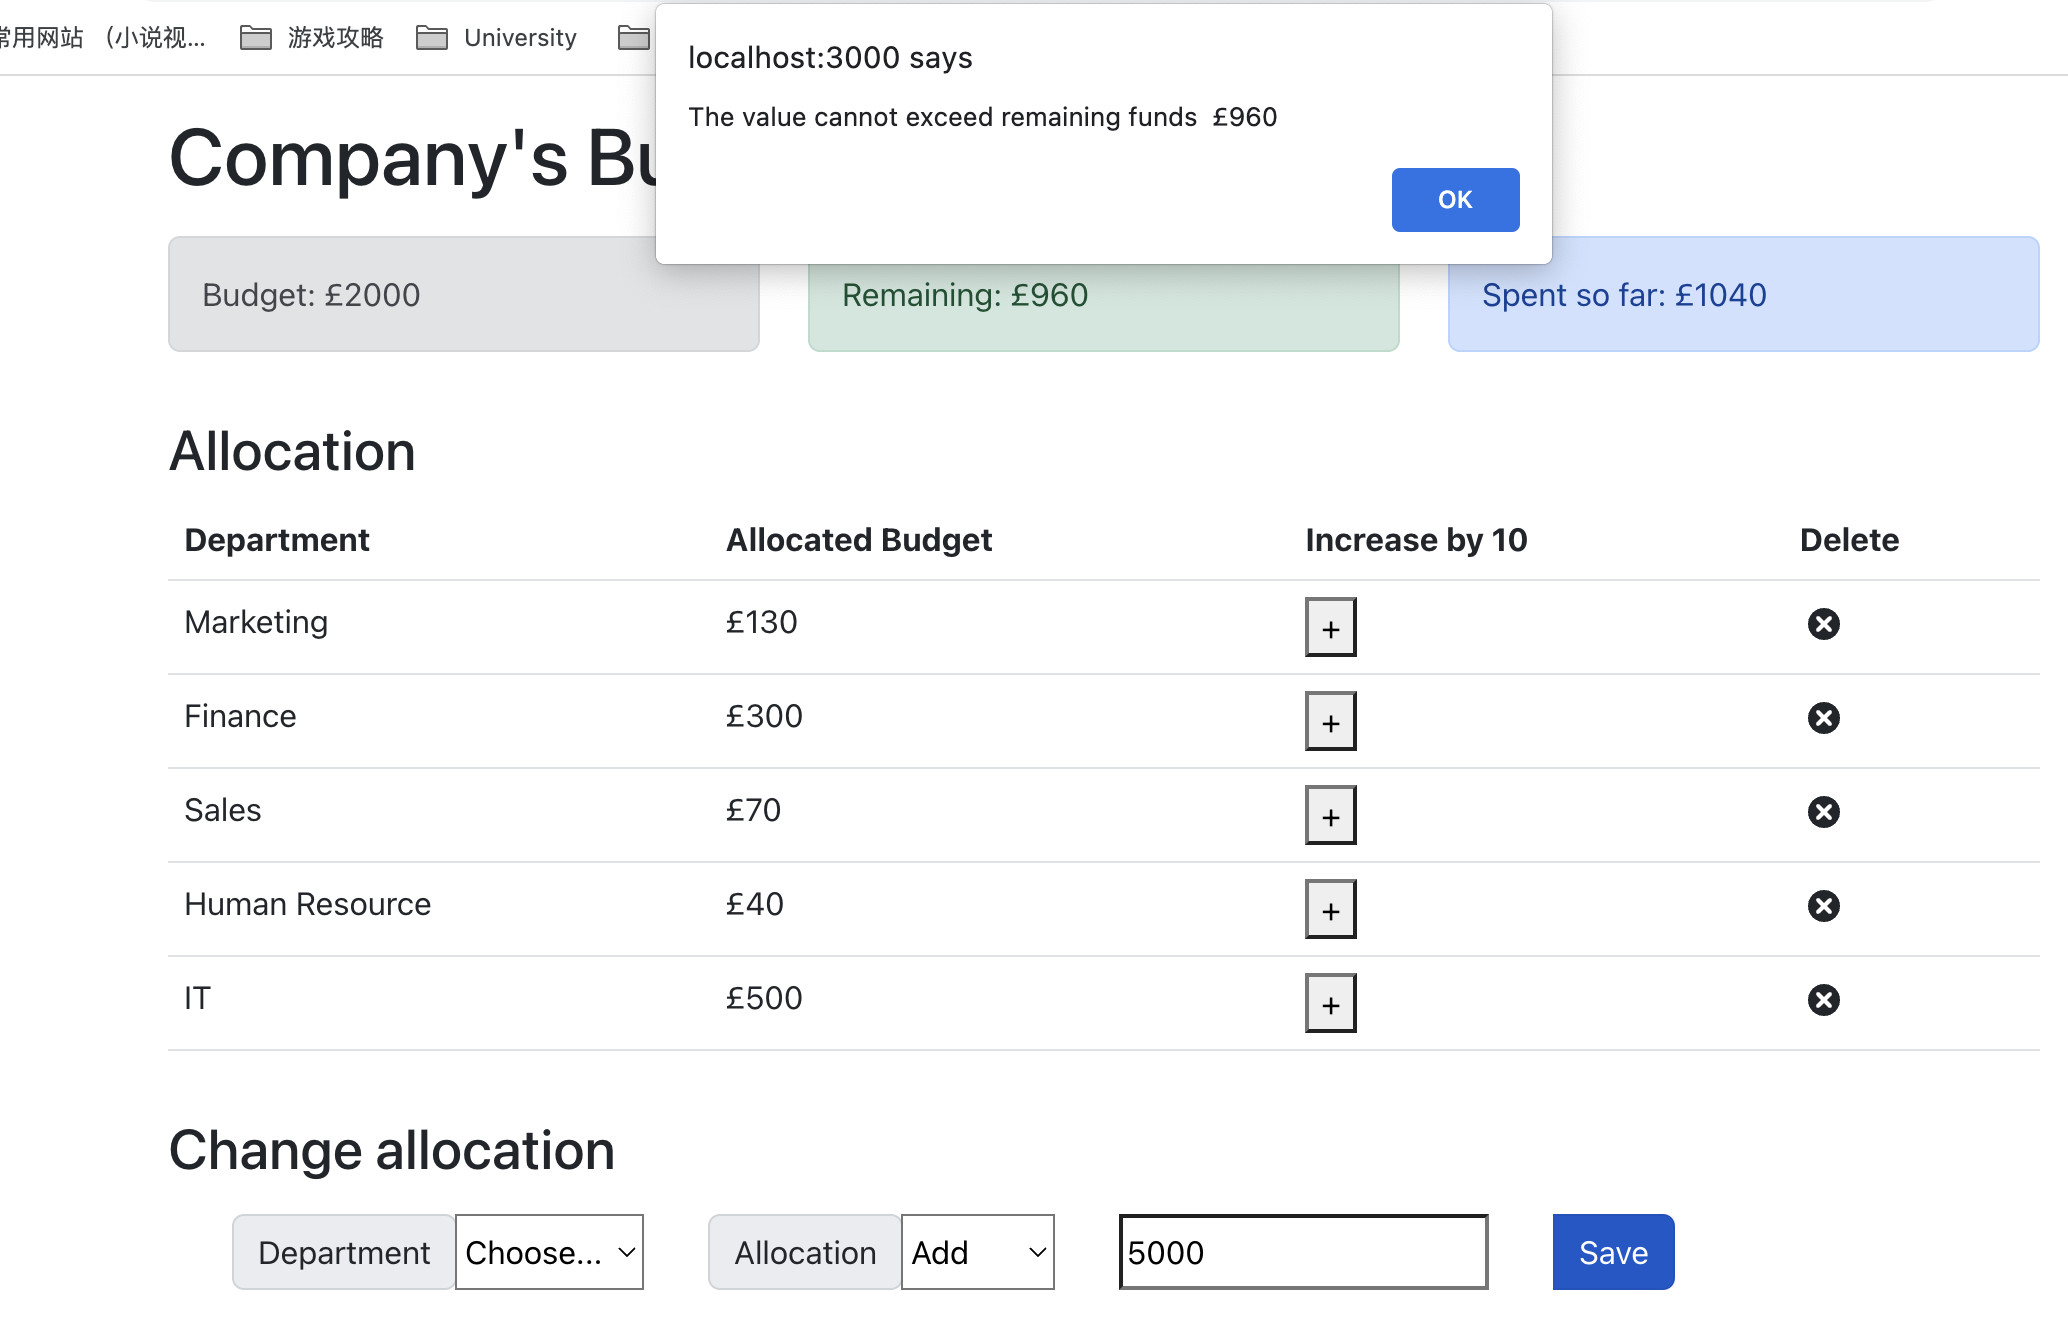 常用网站 （小说视... 游戏攻略 University
localhost:3000 says
The value cannot exceed remaining funds £960
OK
Company's Bu
Budget: £2000 Remaining: £960 Spent so far: £1040
Allocation
Department Allocated Budget Increase by 10 Delete
Marketing £130 +
Finance £300 +
Sales £70 +
Human Resource £40 +
IT £500 +
Change allocation
Department Choose... Allocation Add 5000 Save